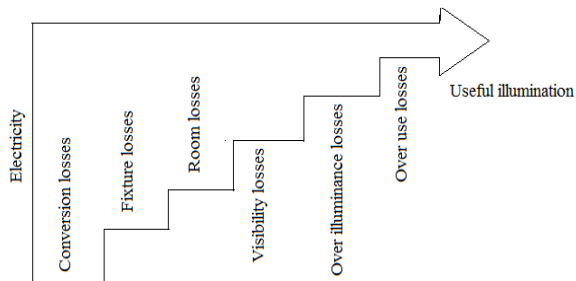 Electricity
Conversion losses
Fixture losses
Room losses
Visibility losses
Over illuminance losses
Over use losses
Useful illumination